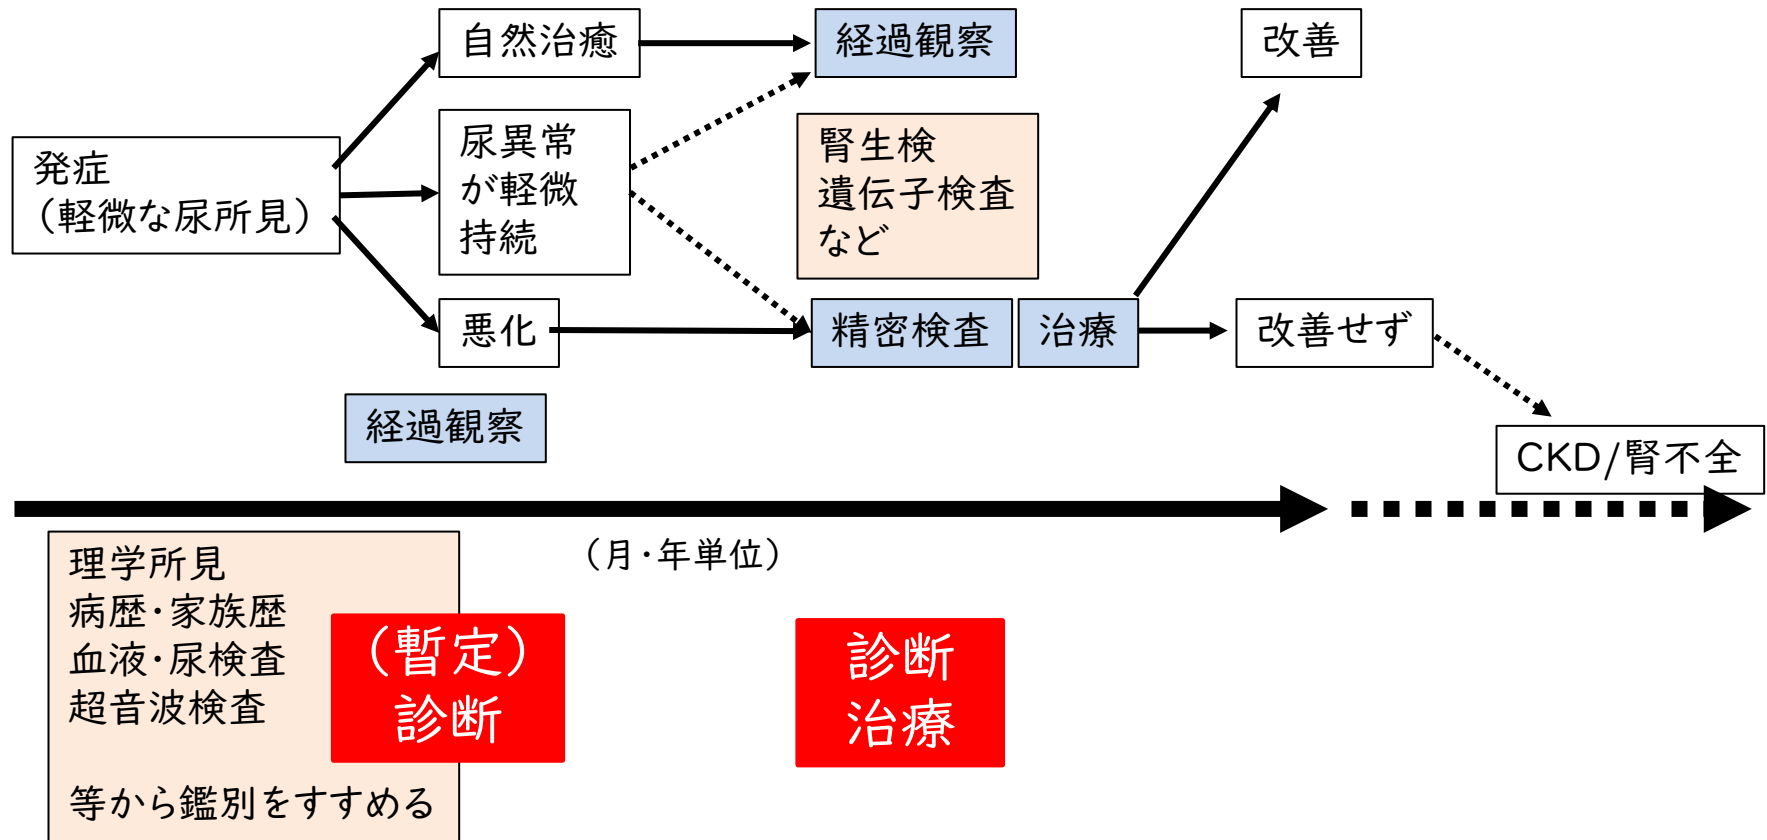 自然治癒
経過観察
改善
発症
（軽微な尿所見）
尿異常
が軽微
持続
腎生検
遺伝子検査
など
悪化
精密検査
治療
改善せず
経過観察
CKD/腎不全
（月･年単位）
理学所見
病歴･家族歴
血液･尿検査
超音波検査
等から鑑別をすすめる
（暫定）
診断
診断
治療